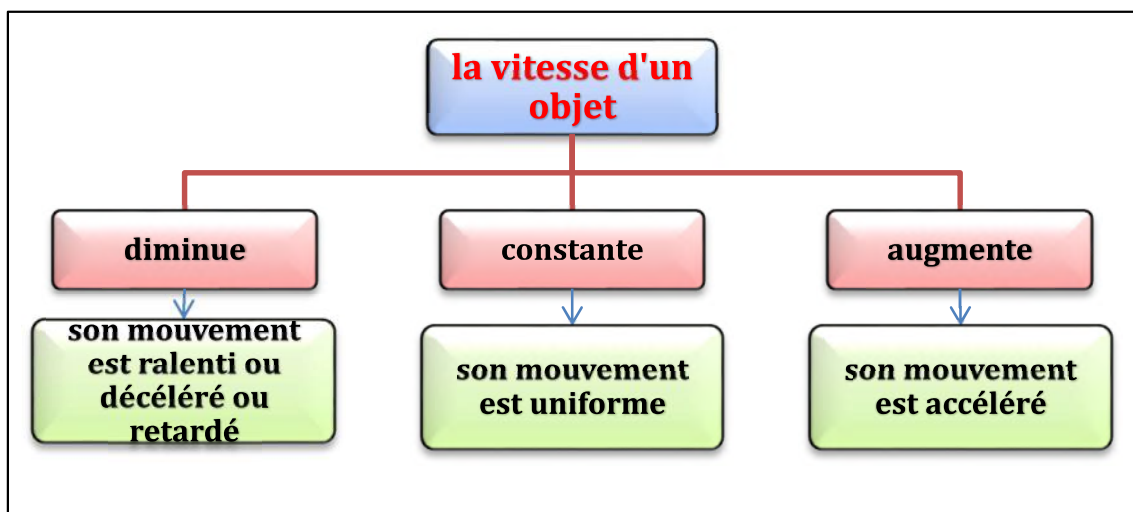 la vitesse d'un
objet
diminue
constante
augmente
son mouvement
est ralenti ou
décéléré ou
retardé
son mouvement
est uniforme
son mouvement
est accéléré